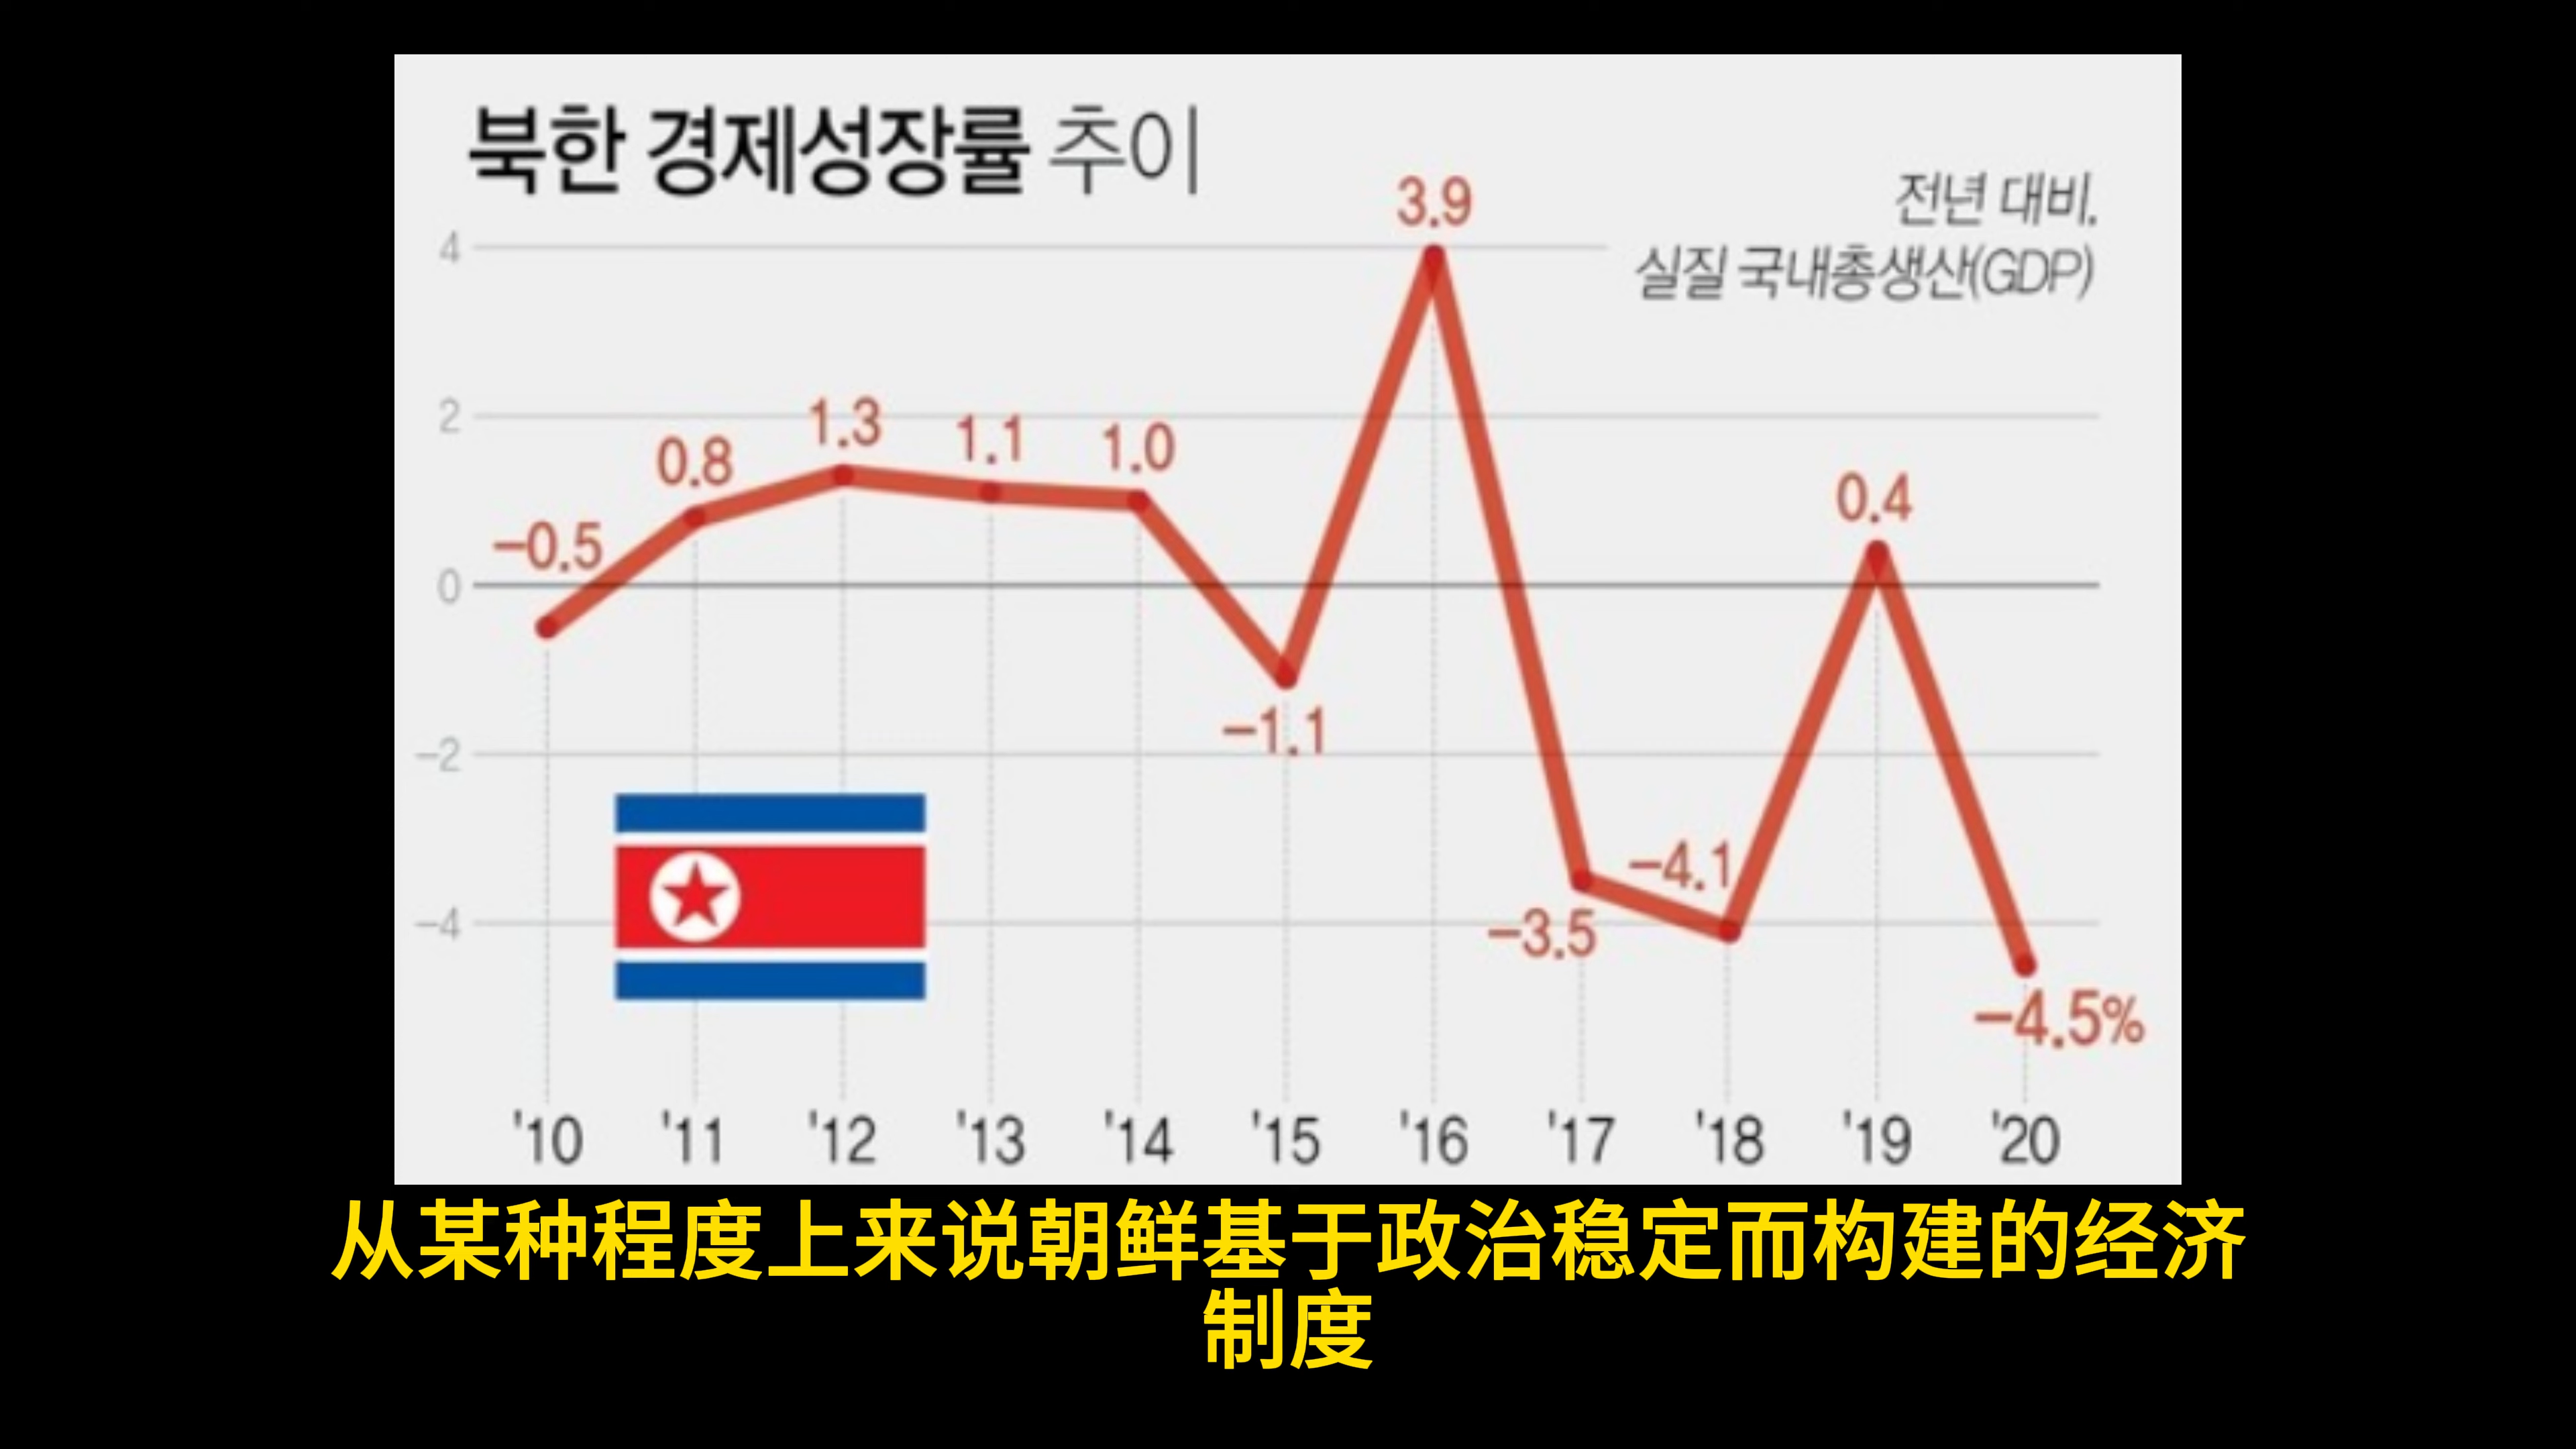 북한 경제성장률 추이
전년 대비,
실질 국내총생산(GDP)
4
2
0
−2
−4
−0.5
0.8
1.3
1.1
1.0
−1.1
3.9
−3.5
−4.1
0.4
−4.5%
'10 '11 '12 '13 '14 '15 '16 '17 '18 '19 '20
从某种程度上来说朝鲜基于政治稳定而构建的经济
制度